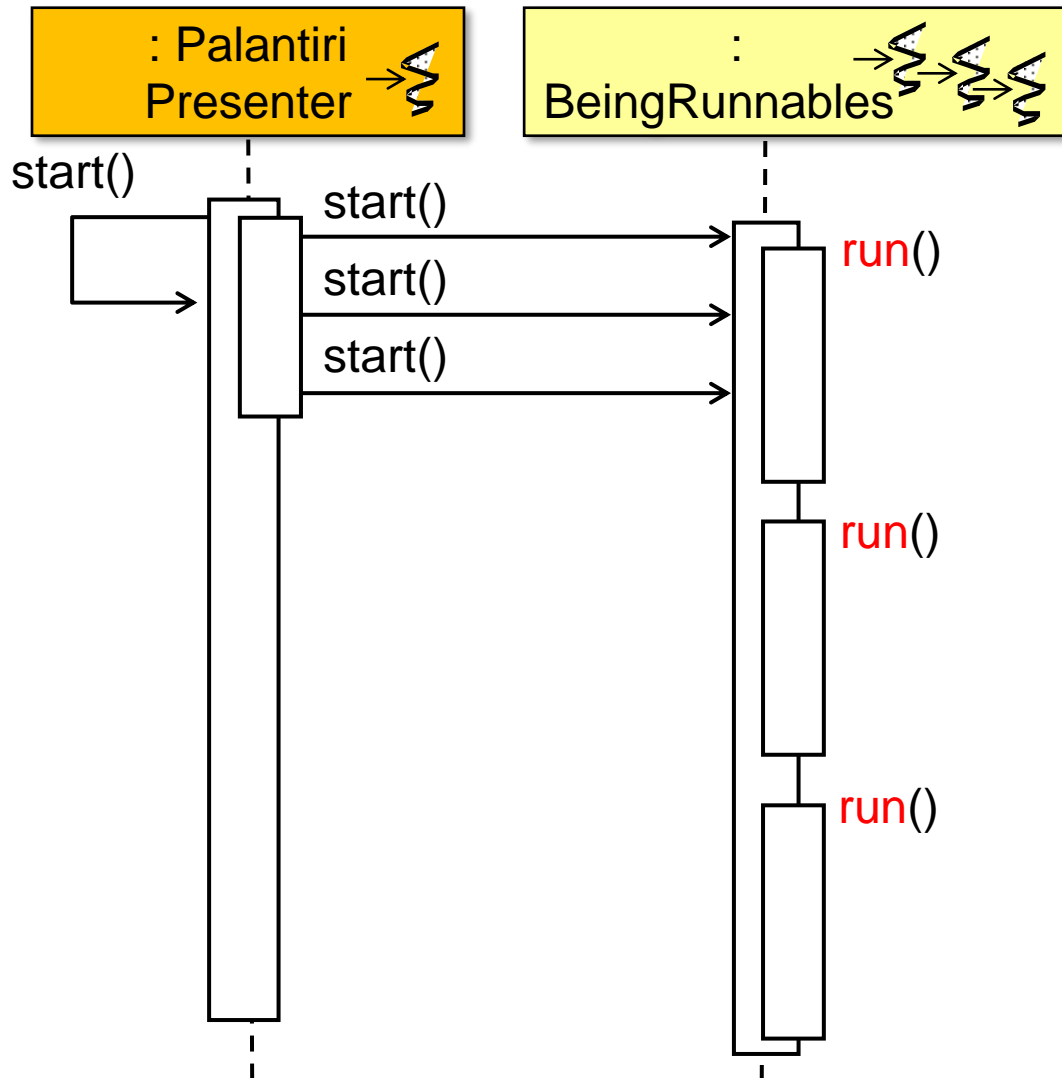 : Palantiri
Presenter
:
BeingRunnables
start()
start()
run()
start()
start()
run()
run()